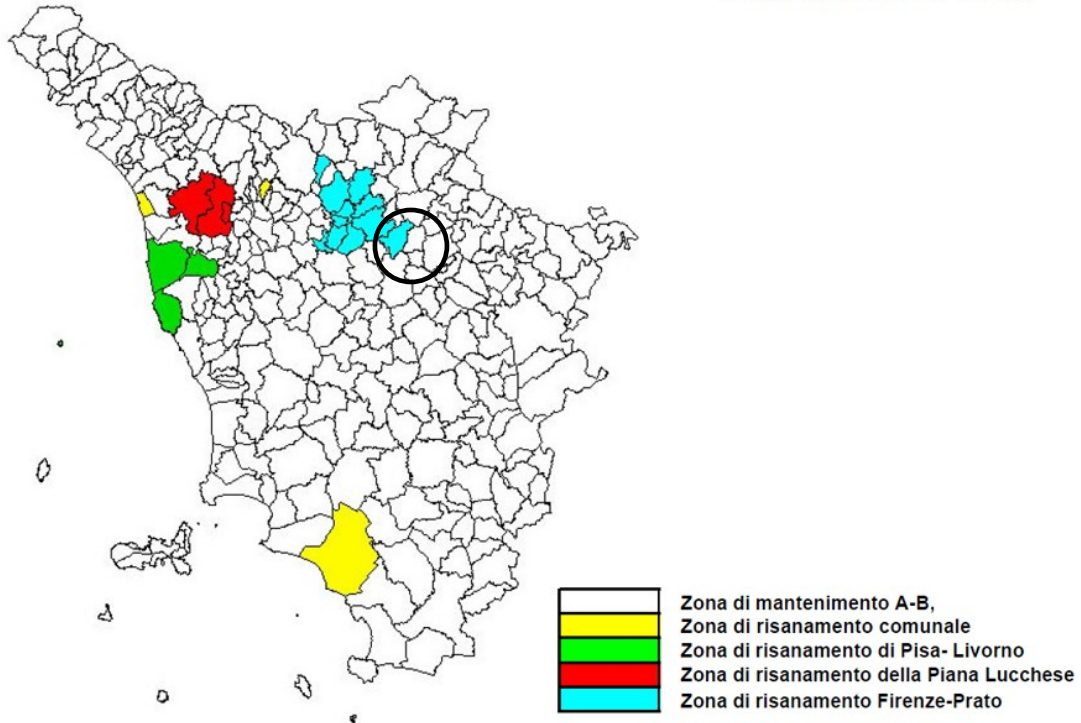 Zona di mantenimento A-B,
Zona di risanamento comunale
Zona di risanamento di Pisa- Livorno
Zona di risanamento della Piana Lucchese
Zona di risanamento Firenze-Prato